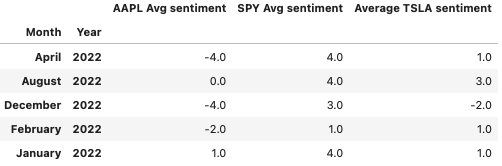 AAPL Avg sentiment SPY Avg sentiment Average TSLA sentiment
Month Year
April 2022 -4.0 4.0 1.0
August 2022 0.0 4.0 3.0
December 2022 -4.0 3.0 -2.0
February 2022 -2.0 1.0 1.0
January 2022 1.0 4.0 1.0